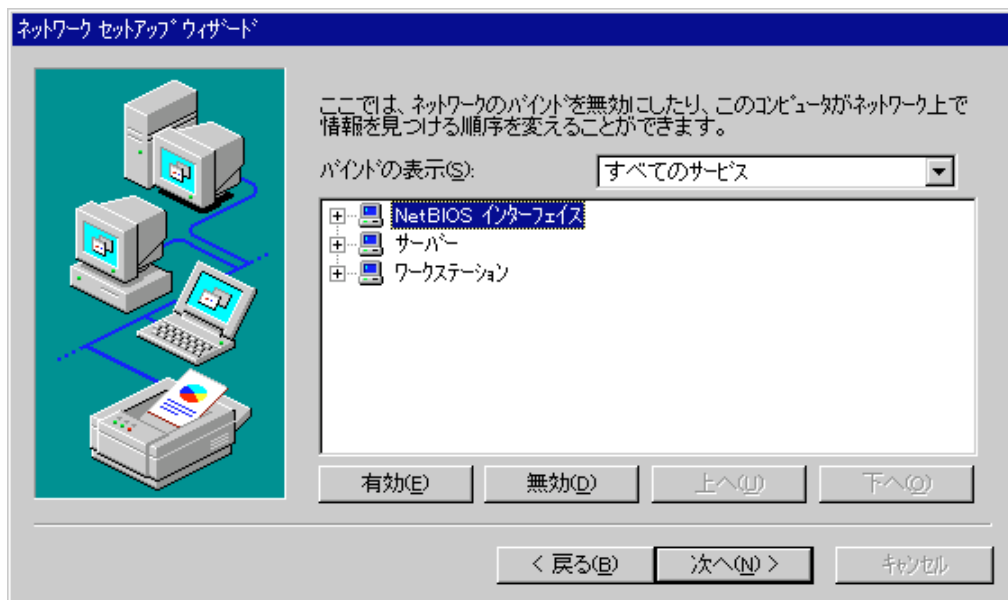 ネットワーク セットアップ ウィザード
ここでは、ネットワークのバインドを無効にしたり、このコンピュータがネットワーク上で
情報を見つける順序を変えることができます。
バインドの表示(S):
すべてのサービス
NetBIOS インターフェイス
サーバー
ワークステーション
有効(E)
無効(D)
上へ(U)
下へ(O)
< 戻る(B)
次へ(N) >
キャンセル